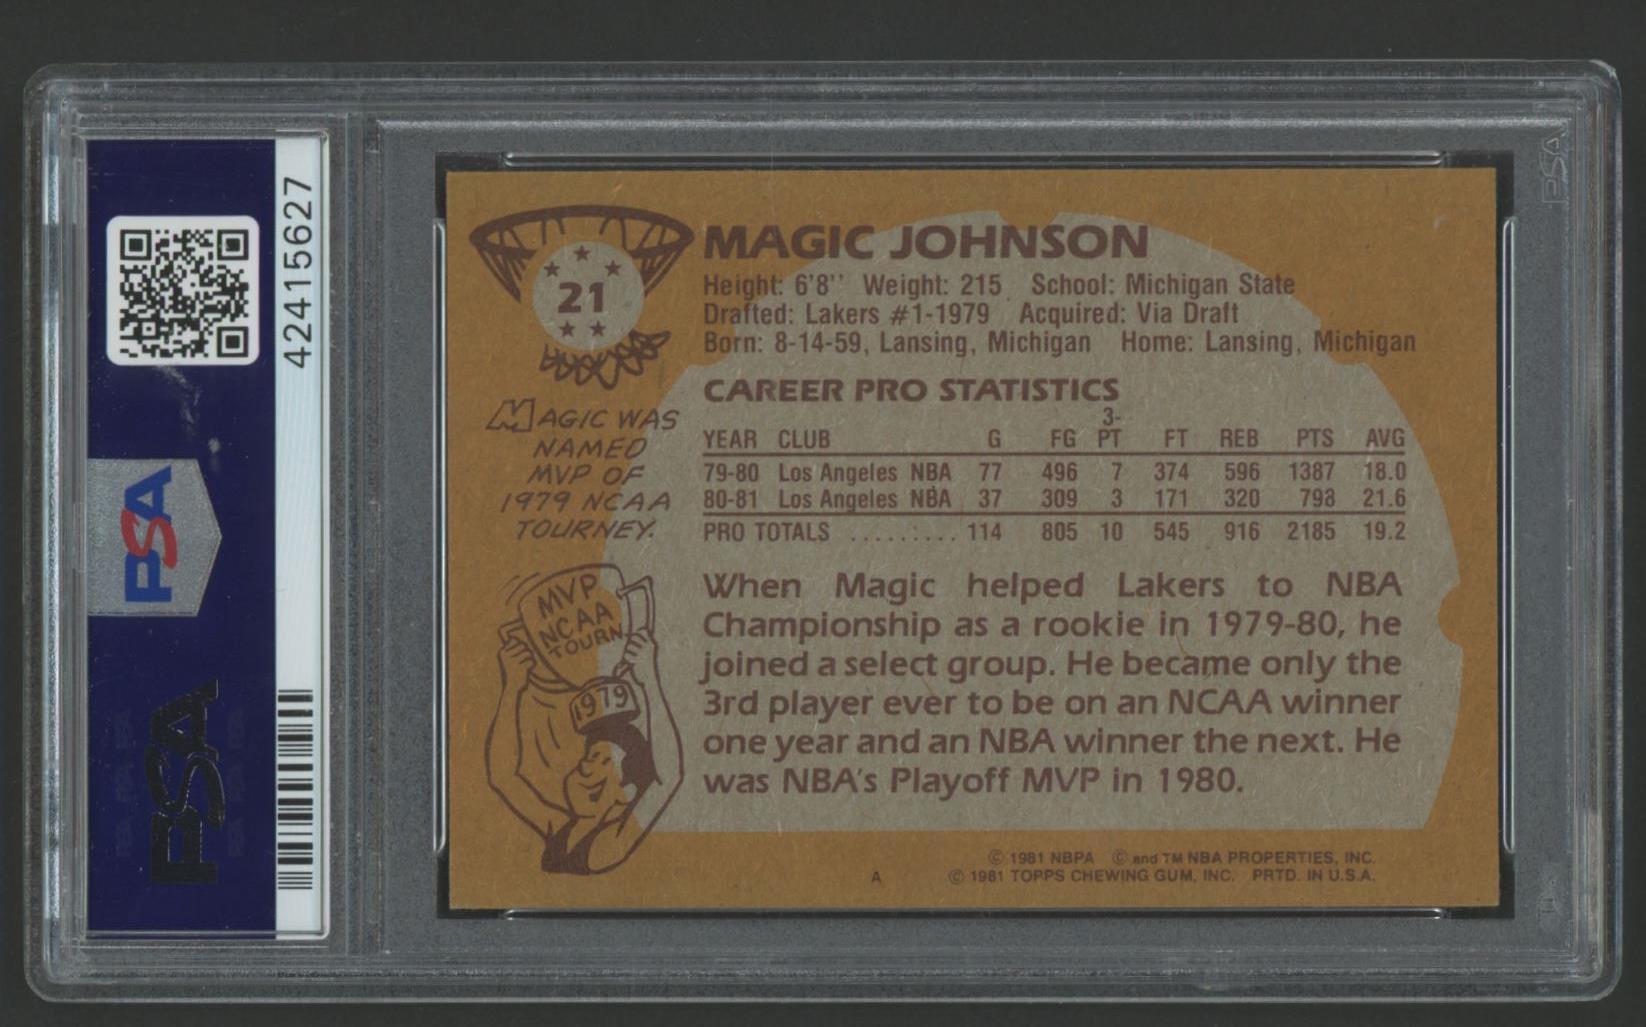 MAGIC JOHNSON
Height: 6'8'' Weight: 215 School: Michigan State
Drafted: Lakers #1-1979 Acquired: Via Draft
Born: 8-14-59, Lansing, Michigan Home: Lansing, Michigan
21
CAREER PRO STATISTICS
YEAR CLUB G FG 3-PT FT REB PTS AVG
79-80 Los Angeles NBA 77 496 7 374 596 1387 18.0
80-81 Los Angeles NBA 37 309 3 171 320 798 21.6
PRO TOTALS ......... 114 805 10 545 916 2185 19.2
MAGIC WAS
NAMED
MVP OF
1979 NCAA
TOURNEY.
MVP
NCAA
TOURN
1979
When Magic helped Lakers to NBA
Championship as a rookie in 1979-80, he
joined a select group. He became only the
3rd player ever to be on an NCAA winner
one year and an NBA winner the next. He
was NBA's Playoff MVP in 1980.
© 1981 NBPA © and TM NBA PROPERTIES, INC.
A © 1981 TOPPS CHEWING GUM, INC. PRTD. IN U.S.A.
42415627
PSA
PSA
PSA